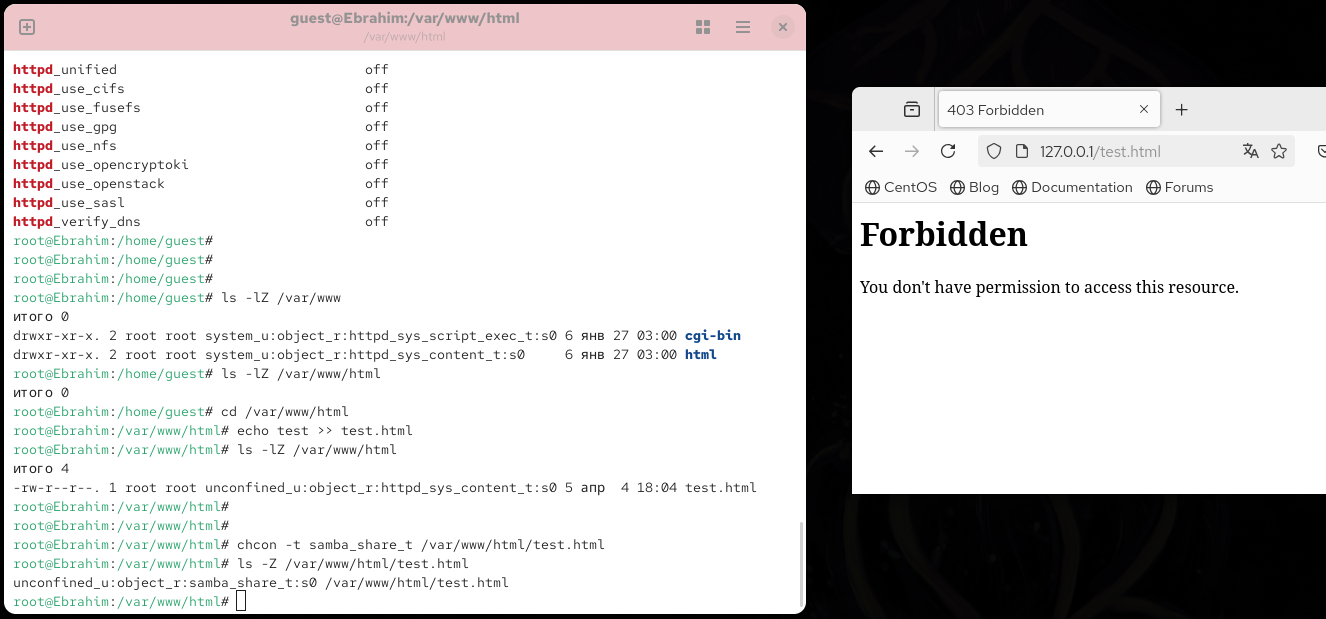 guest@Ebrahim:/var/www/html
/var/www/html
httpd_unified off
httpd_use_cifs off
httpd_use_fusefs off
httpd_use_gpg off
httpd_use_nfs off
httpd_use_opencryptoki off
httpd_use_openstack off
httpd_use_sasl off
httpd_verify_dns off
root@Ebrahim:/home/guest#
root@Ebrahim:/home/guest#
root@Ebrahim:/home/guest#
root@Ebrahim:/home/guest# ls -lZ /var/www
итого 0
drwxr-xr-x. 2 root root system_u:object_r:httpd_sys_script_exec_t:s0 6 янв 27 03:00 cgi-bin
drwxr-xr-x. 2 root root system_u:object_r:httpd_sys_content_t:s0     6 янв 27 03:00 html
root@Ebrahim:/home/guest# ls -lZ /var/www/html
итого 0
root@Ebrahim:/home/guest# cd /var/www/html
root@Ebrahim:/var/www/html# echo test >> test.html
root@Ebrahim:/var/www/html# ls -lZ /var/www/html
итого 4
-rw-r--r--. 1 root root unconfined_u:object_r:httpd_sys_content_t:s0 5 апр  4 18:04 test.html
root@Ebrahim:/var/www/html#
root@Ebrahim:/var/www/html#
root@Ebrahim:/var/www/html# chcon -t samba_share_t /var/www/html/test.html
root@Ebrahim:/var/www/html# ls -Z /var/www/html/test.html
unconfined_u:object_r:samba_share_t:s0 /var/www/html/test.html
root@Ebrahim:/var/www/html#
403 Forbidden
127.0.0.1/test.html
CentOS Blog Documentation Forums
Forbidden
You don't have permission to access this resource.